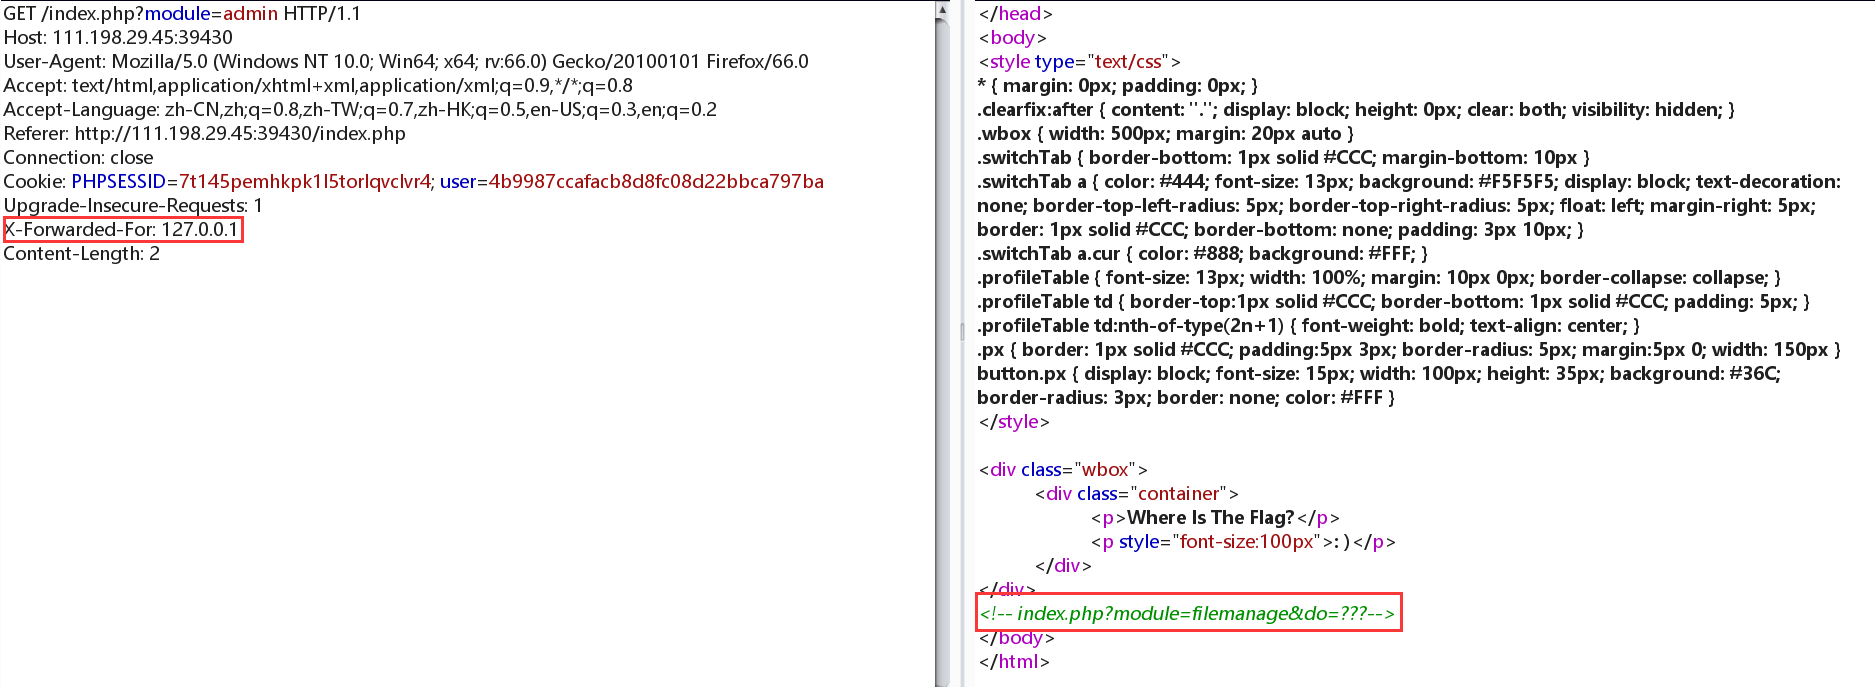 GET /index.php?module=admin HTTP/1.1
Host: 111.198.29.45:39430
User-Agent: Mozilla/5.0 (Windows NT 10.0; Win64; x64; rv:66.0) Gecko/20100101 Firefox/66.0
Accept: text/html,application/xhtml+xml,application/xml;q=0.9,*/*;q=0.8
Accept-Language: zh-CN,zh;q=0.8,zh-TW;q=0.7,zh-HK;q=0.5,en-US;q=0.3,en;q=0.2
Referer: http://111.198.29.45:39430/index.php
Connection: close
Cookie: PHPSESSID=7t145pemhkpk1l5torlqvclvr4; user=4b9987ccafacb8d8fc08d22bbca797ba
Upgrade-Insecure-Requests: 1
X-Forwarded-For: 127.0.0.1
Content-Length: 2
</head>
<body>
<style type="text/css">
* { margin: 0px; padding: 0px; }
.clearfix:after { content: "."; display: block; height: 0px; clear: both; visibility: hidden; }
.wbox { width: 500px; margin: 20px auto }
.switchTab { border-bottom: 1px solid #CCC; margin-bottom: 10px }
.switchTab a { color: #444; font-size: 13px; background: #F5F5F5; display: block; text-decoration:
none; border-top-left-radius: 5px; border-top-right-radius: 5px; float: left; margin-right: 5px;
border: 1px solid #CCC; border-bottom: none; padding: 3px 10px; }
.switchTab a.cur { color: #888; background: #FFF; }
.profileTable { font-size: 13px; width: 100%; margin: 10px 0px; border-collapse: collapse; }
.profileTable td { border-top:1px solid #CCC; border-bottom: 1px solid #CCC; padding: 5px; }
.profileTable td:nth-of-type(2n+1) { font-weight: bold; text-align: center; }
.px { border: 1px solid #CCC; padding:5px 3px; border-radius: 5px; margin:5px 0; width: 150px }
button.px { display: block; font-size: 15px; width: 100px; height: 35px; background: #36C;
border-radius: 3px; border: none; color: #FFF }
</style>
<div class="wbox">
<div class="container">
<p>Where Is The Flag?</p>
<p style="font-size:100px">: )</p>
</div>
</div>
<!-- index.php?module=filemanage&do=???-->
</body>
</html>